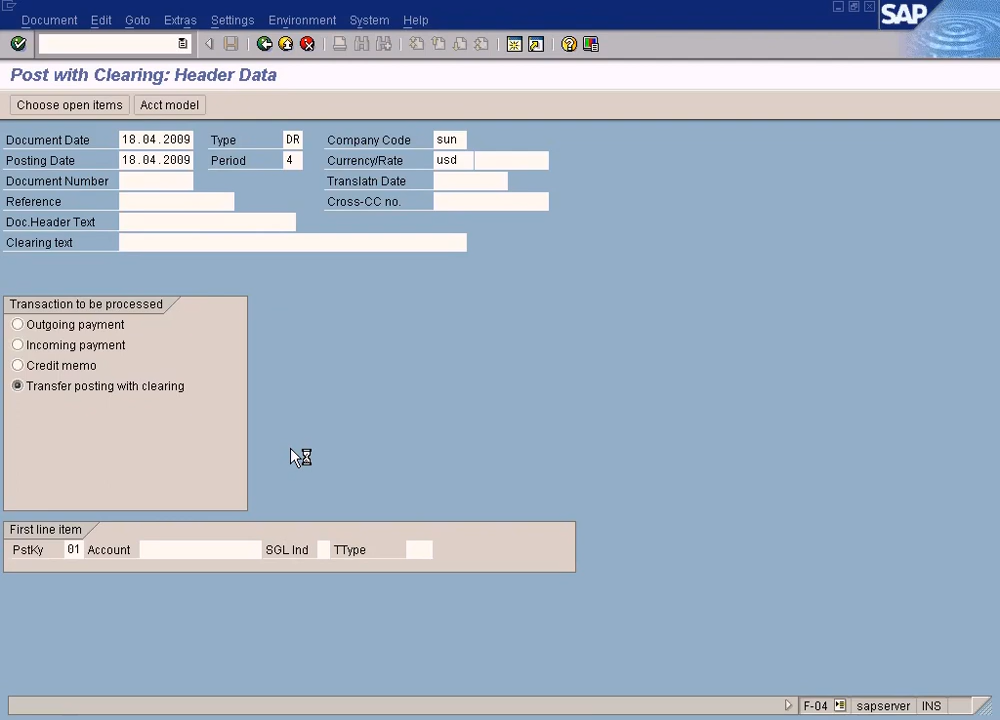 Document Edit Goto Extras Settings Environment System Help
SAP
Post with Clearing: Header Data
Choose open items Acct model
Document Date 18.04.2009 Type DR Company Code sun
Posting Date 18.04.2009 Period 4 Currency/Rate usd
Document Number Translatn Date
Reference Cross-CC no.
Doc.Header Text
Clearing text
Transaction to be processed
Outgoing payment
Incoming payment
Credit memo
Transfer posting with clearing
First line item
PstKy 01 Account SGL Ind TType
F-04 sapserver INS